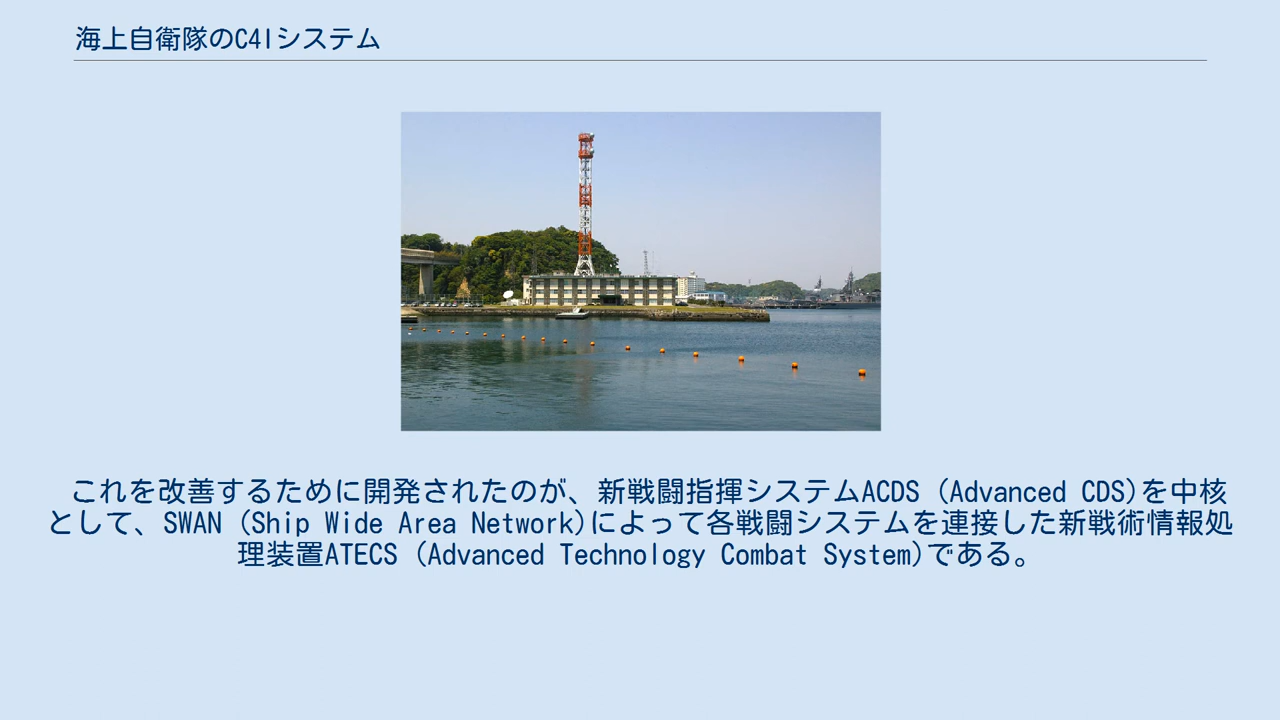 海上自衛隊のC4Iシステム
これを改善するために開発されたのが、新戦闘指揮システムACDS (Advanced CDS)を中核
として、SWAN (Ship Wide Area Network)によって各戦闘システムを連接した新戦術情報処
理装置ATECS (Advanced Technology Combat System)である。